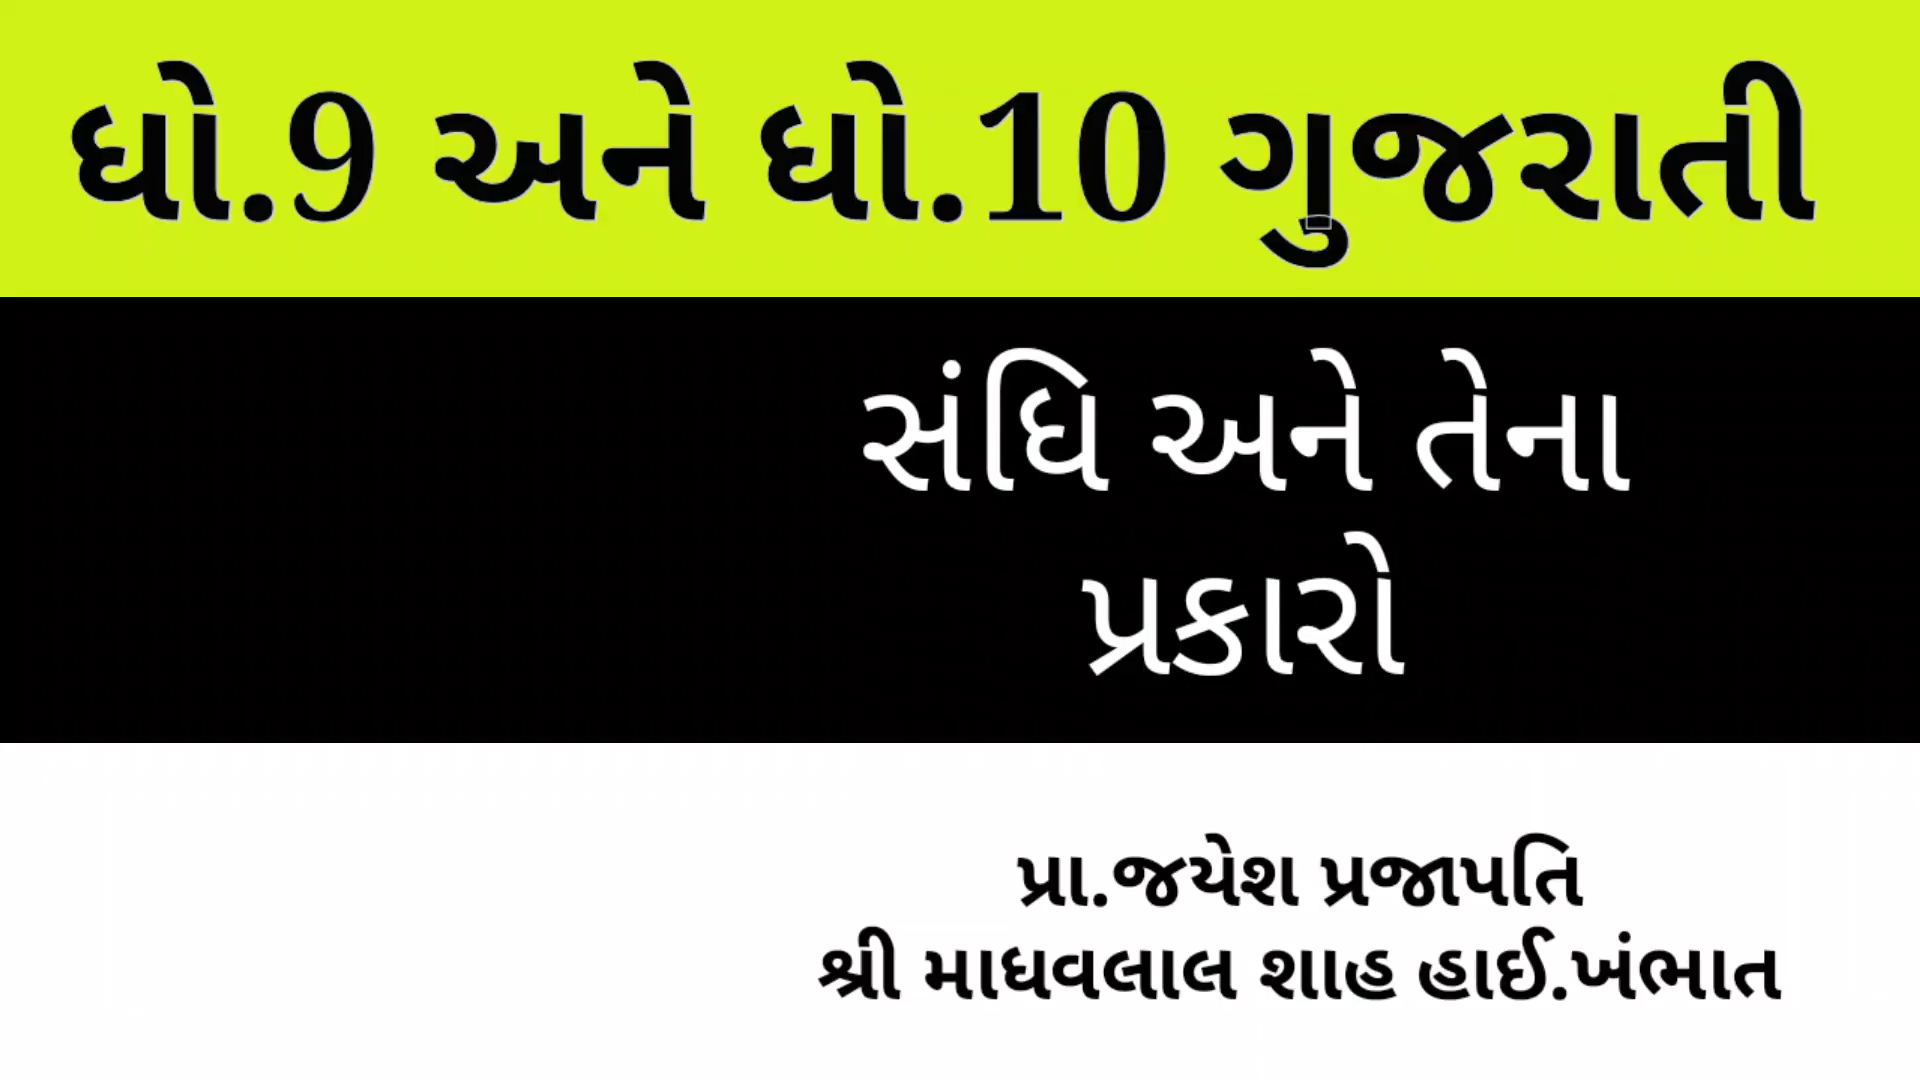 ધો.9 અને ધો.10 ગુજરાતી
સંધિ અને તેના
પ્રકારો
પ્રા.જયેશ પ્રજાપતિ
શ્રી માધવલાલ શાહ હાઈ.ખંભાત